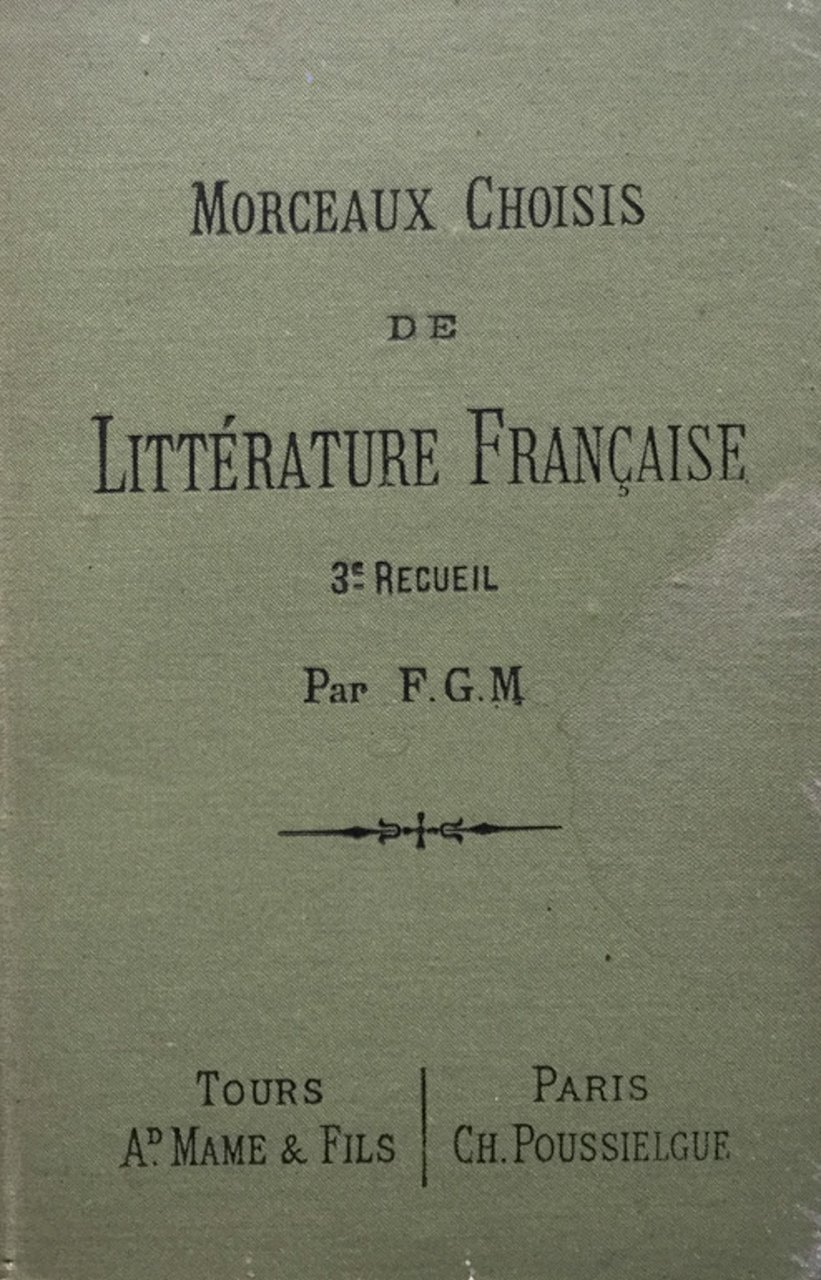 MORCEAUX CHOISIS
DE
LITTÉRATURE FRANÇAISE
3E RECUEIL
Par F.G.M
TOURS
AD. MAME & FILS
PARIS
CH. POUSSIELGUE